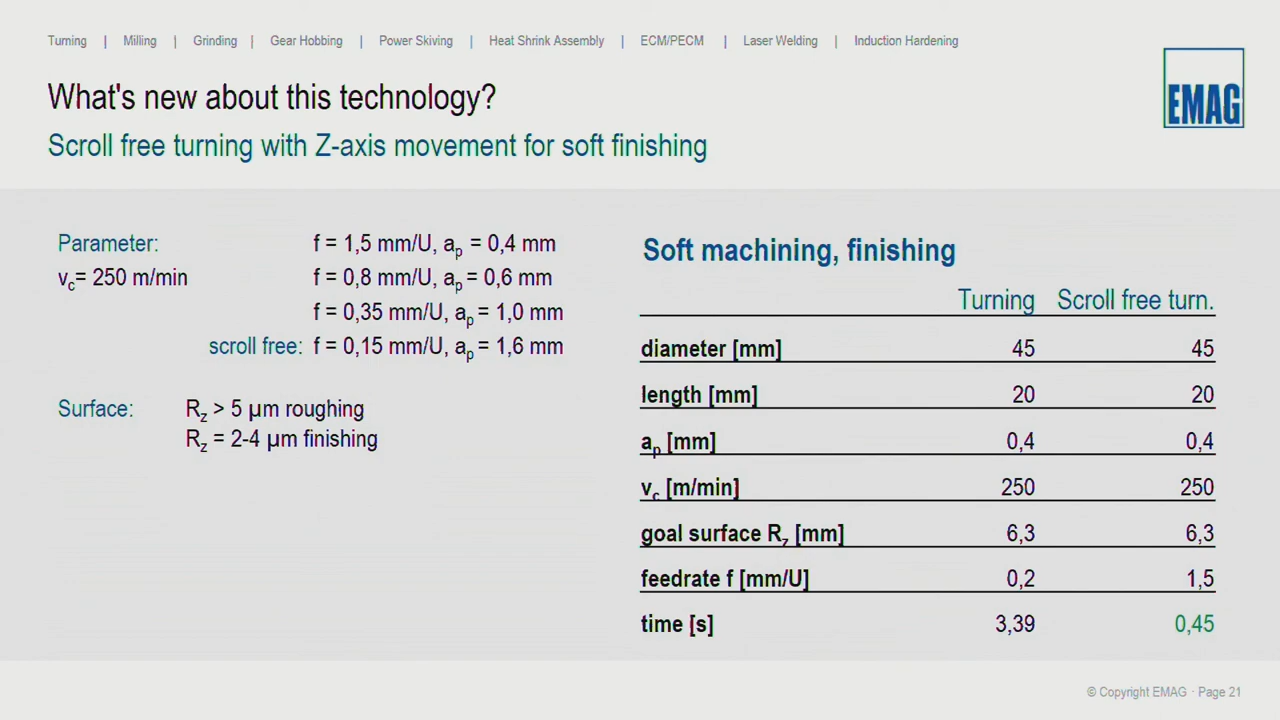 Turning | Milling | Grinding | Gear Hobbing | Power Skiving | Heat Shrink Assembly | ECM/PECM | Laser Welding | Induction Hardening
EMAG
What's new about this technology?
Scroll free turning with Z-axis movement for soft finishing
Parameter: f = 1,5 mm/U, ap = 0,4 mm
vc= 250 m/min f = 0,8 mm/U, ap = 0,6 mm
f = 0,35 mm/U, ap = 1,0 mm
scroll free: f = 0,15 mm/U, ap = 1,6 mm
Surface: Rz > 5 µm roughing
Rz = 2-4 µm finishing
Soft machining, finishing
Turning Scroll free turn.
diameter [mm] 45 45
length [mm] 20 20
ap [mm] 0,4 0,4
vc [m/min] 250 250
goal surface Rz [mm] 6,3 6,3
feedrate f [mm/U] 0,2 1,5
time [s] 3,39 0,45
© Copyright EMAG · Page 21